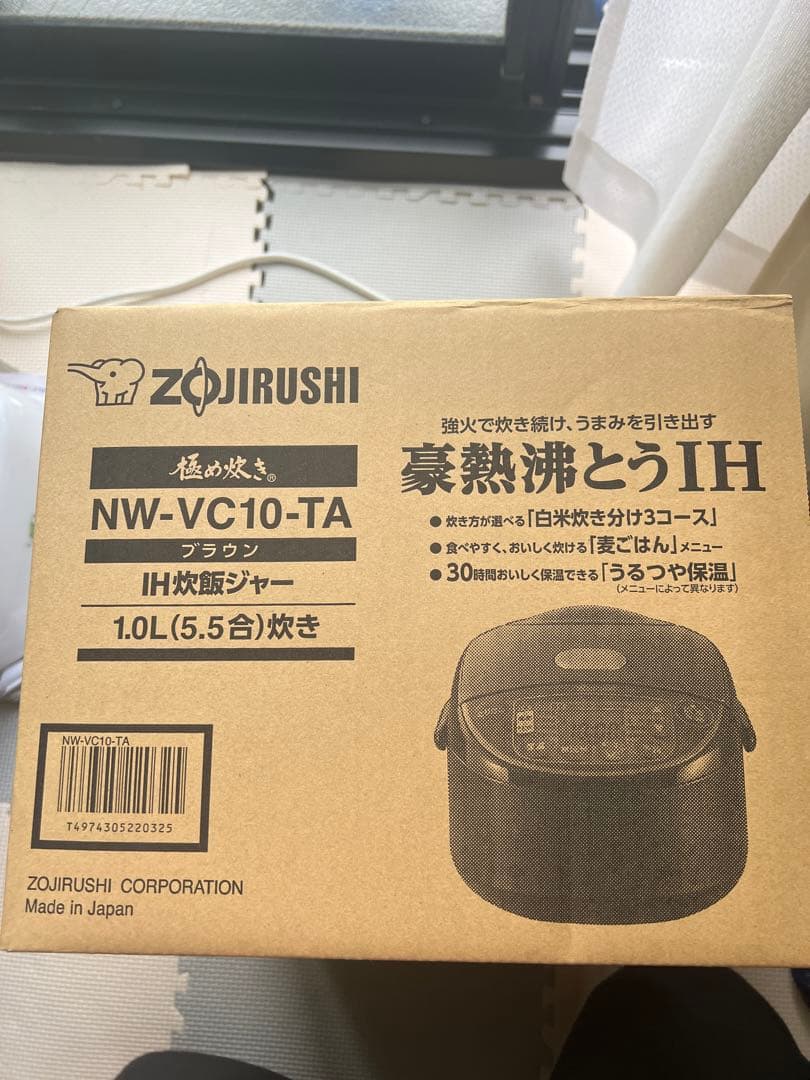 ZOJIRUSHI
極め炊き®
NW-VC10-TA
ブラウン
IH炊飯ジャー
1.0L(5.5合)炊き
強火で炊き続け、うまみを引き出す
豪熱沸とうIH
●炊き方が選べる「白米炊き分け3コース」
●食べやすく、おいしく炊ける「麦ごはん」メニュー
●30時間おいしく保温できる「うるつや保温」
(メニューによって異なります)
NW-VC10-TA
T4974305220325
ZOJIRUSHI CORPORATION
Made in Japan